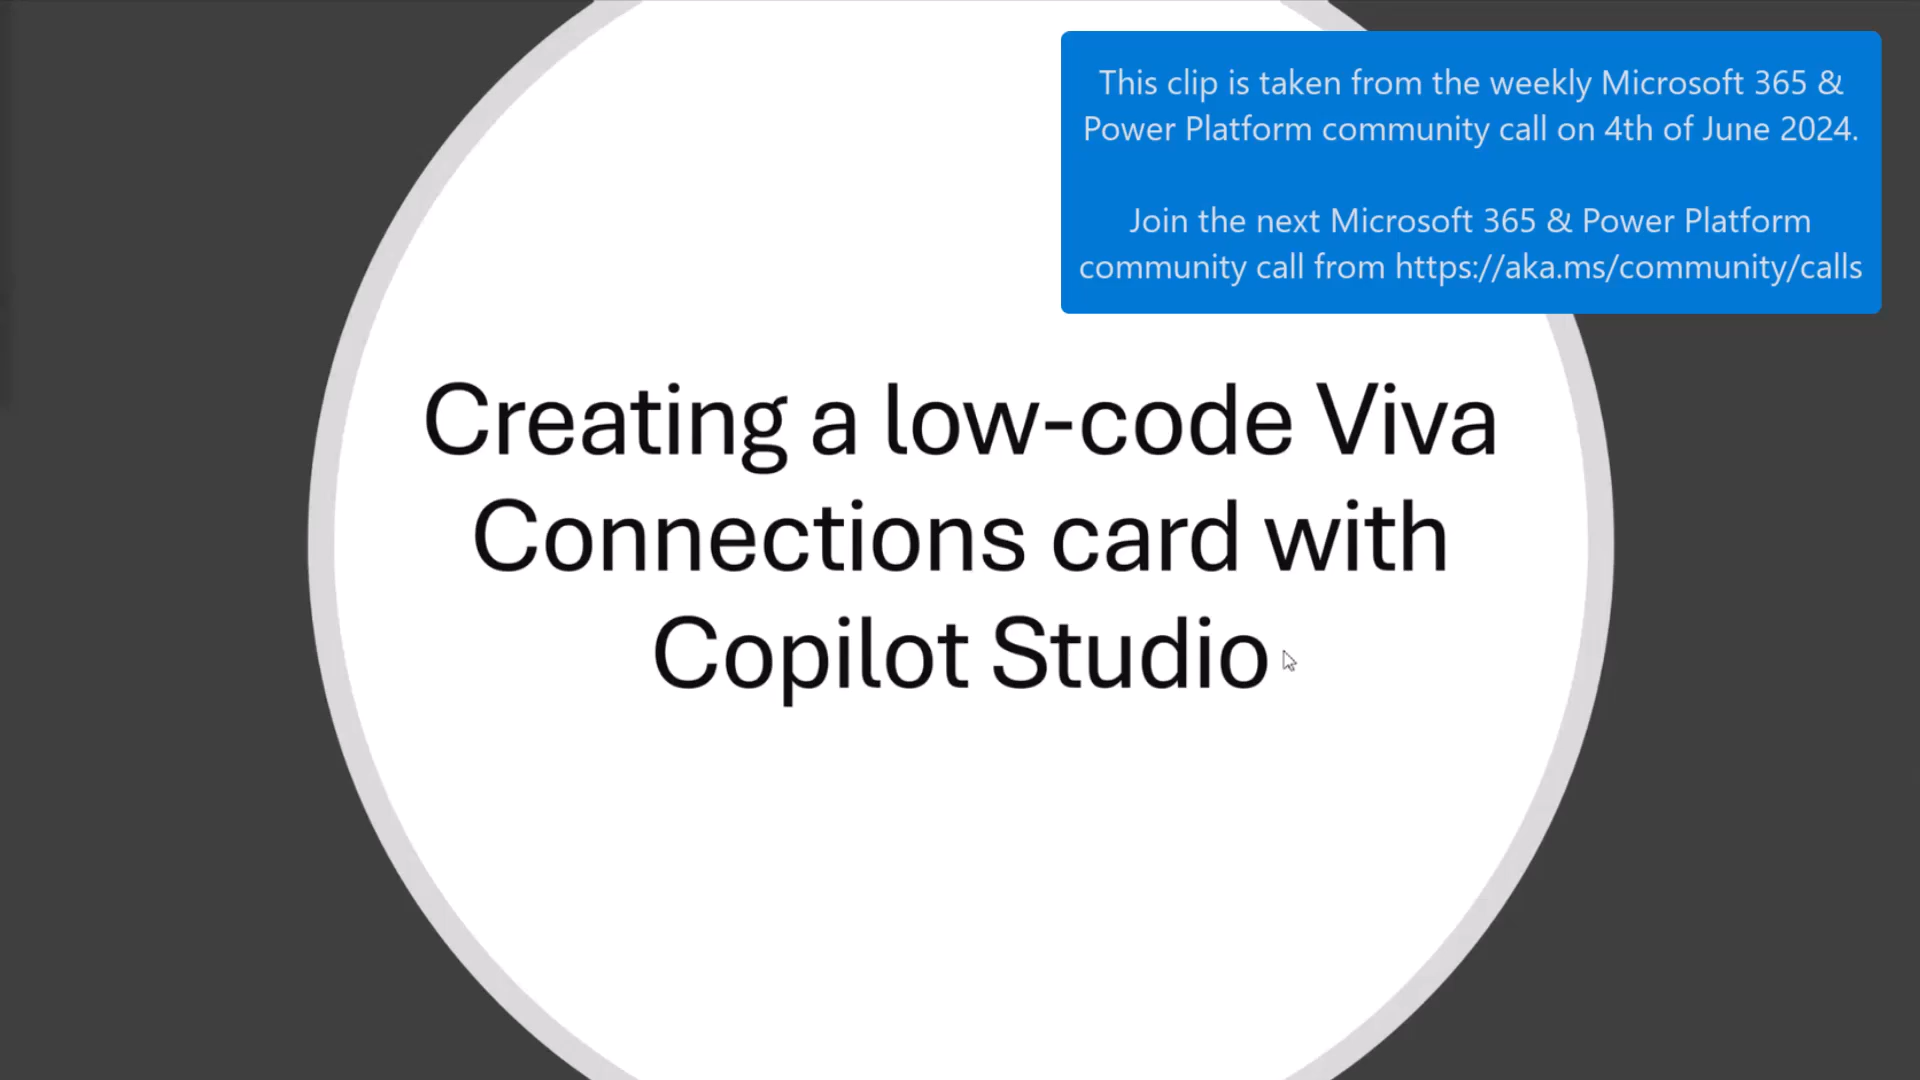 This clip is taken from the weekly Microsoft 365 &
Power Platform community call on 4th of June 2024.
Join the next Microsoft 365 & Power Platform
community call from https://aka.ms/community/calls
Creating a low-code Viva
Connections card with
Copilot Studio